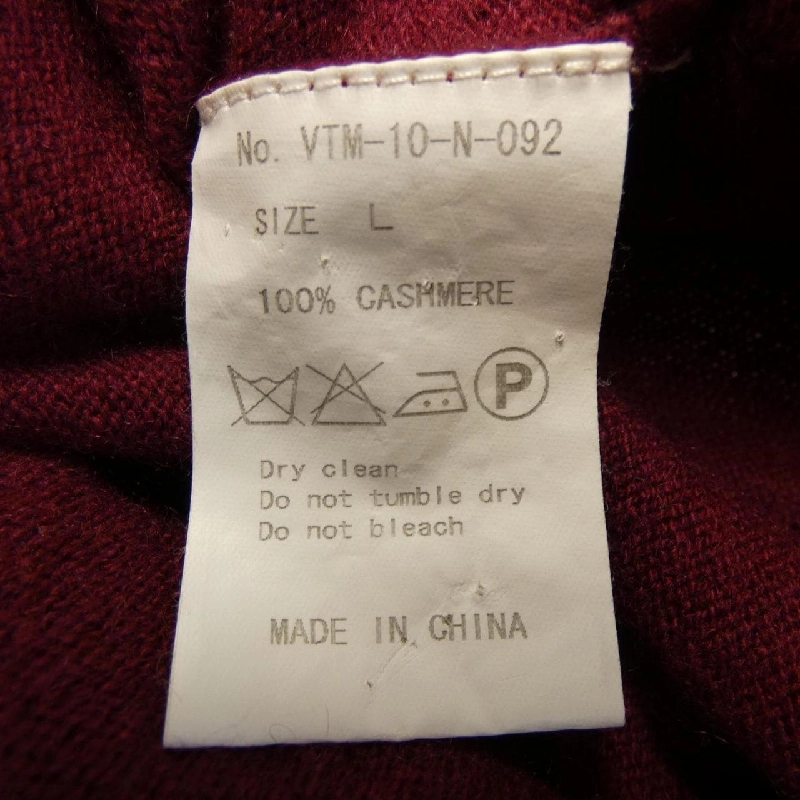 No. VTM-10-N-092
SIZE L
100% CASHMERE
P
Dry clean
Do not tumble dry
Do not bleach
MADE IN CHINA